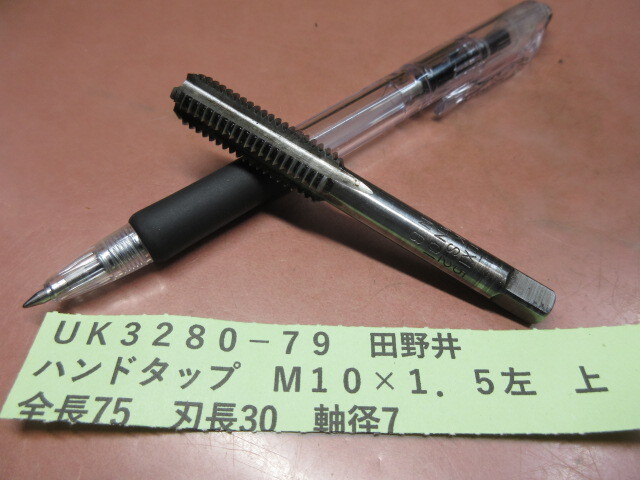 UK3280-79 田野井
ハンドタップ M10×1.5左 上
全長75 刃長30 軸径7